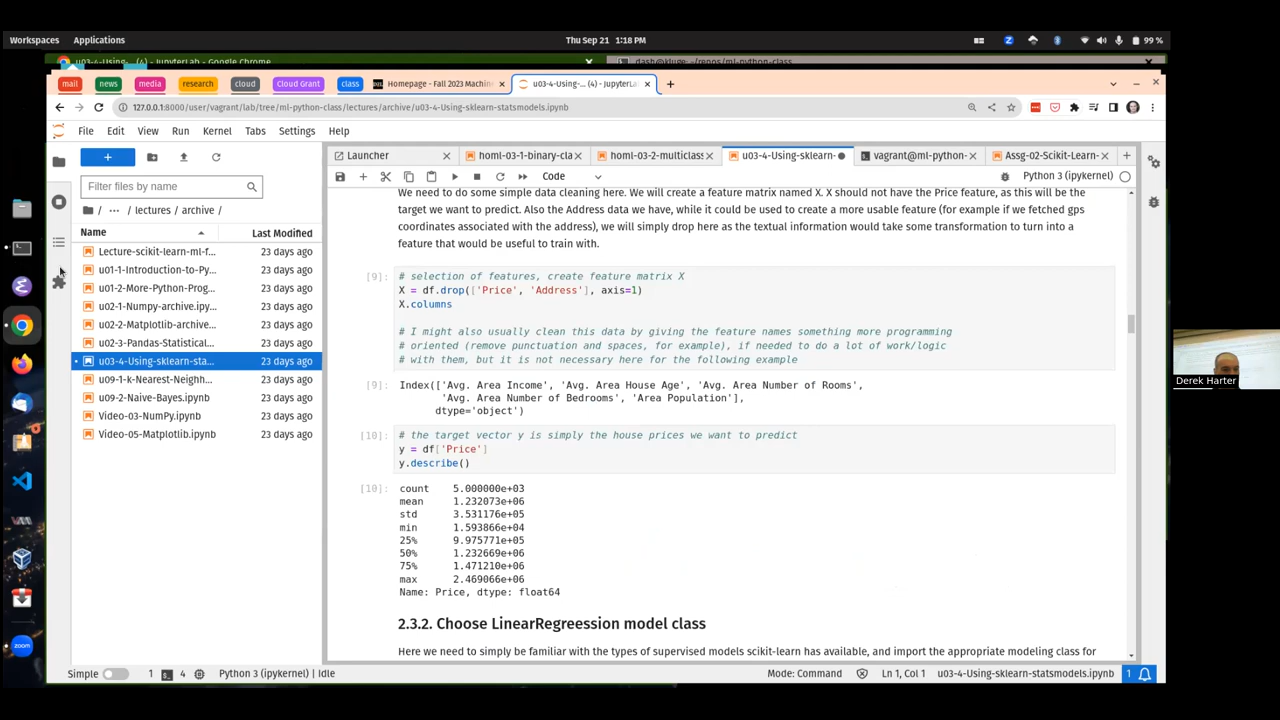 Workspaces Applications Thu Sep 21 1:18 PM 99 %
u03-4-Using-... (4) - JupyterLab - Google Chrome dash@kluge: ~/repos/ml-python-class
mail news media research cloud Cloud Grant class Homepage - Fall 2023 Machin u03-4-Using-... (4) - JupyterLa
127.0.0.1:8000/user/vagrant/lab/tree/ml-python-class/lectures/archive/u03-4-Using-sklearn-statsmodels.ipynb
File Edit View Run Kernel Tabs Settings Help
Launcher homl-03-1-binary-cla homl-03-2-multiclass u03-4-Using-sklearn- vagrant@ml-python- Assg-02-Scikit-Learn-
Code Python 3 (ipykernel)
Filter files by name
/ ... / lectures / archive /
Name Last Modified
Lecture-scikit-learn-ml-f... 23 days ago
u01-1-Introduction-to-Py... 23 days ago
u01-2-More-Python-Prog... 23 days ago
u02-1-Numpy-archive.ipy... 23 days ago
u02-2-Matplotlib-archive... 23 days ago
u02-3-Pandas-Statistical... 23 days ago
u03-4-Using-sklearn-sta... 23 days ago
u09-1-k-Nearest-Neighh... 23 days ago
u09-2-Naive-Bayes.ipynb 23 days ago
Video-03-NumPy.ipynb 23 days ago
Video-05-Matplotlib.ipynb 23 days ago
We need to do some simple data cleaning here. We will create a feature matrix named X. X should not have the Price feature, as this will be the
target we want to predict. Also the Address data we have, while it could be used to create a more usable feature (for example if we fetched gps
coordinates associated with the address), we will simply drop here as the textual information would take some transformation to turn into a
feature that would be useful to train with.
[9]: # selection of features, create feature matrix X
X = df.drop(['Price', 'Address'], axis=1)
X.columns
# I might also usually clean this data by giving the feature names something more programming
# oriented (remove punctuation and spaces, for example), if needed to do a lot of work/logic
# with them, but it is not necessary here for the following example
[9]: Index(['Avg. Area Income', 'Avg. Area House Age', 'Avg. Area Number of Rooms',
'Avg. Area Number of Bedrooms', 'Area Population'],
dtype='object')
[10]: # the target vector y is simply the house prices we want to predict
y = df['Price']
y.describe()
[10]: count 5.000000e+03
mean 1.232073e+06
std 3.531176e+05
min 1.593866e+04
25% 9.975771e+05
50% 1.232669e+06
75% 1.471210e+06
max 2.469066e+06
Name: Price, dtype: float64
2.3.2. Choose LinearRegreession model class
Here we need to simply be familiar with the types of supervised models scikit-learn has available, and import the appropriate modeling class for
Simple 1 4 Python 3 (ipykernel) | Idle Mode: Command Ln 1, Col 1 u03-4-Using-sklearn-statsmodels.ipynb 1
zoom
Derek Harter